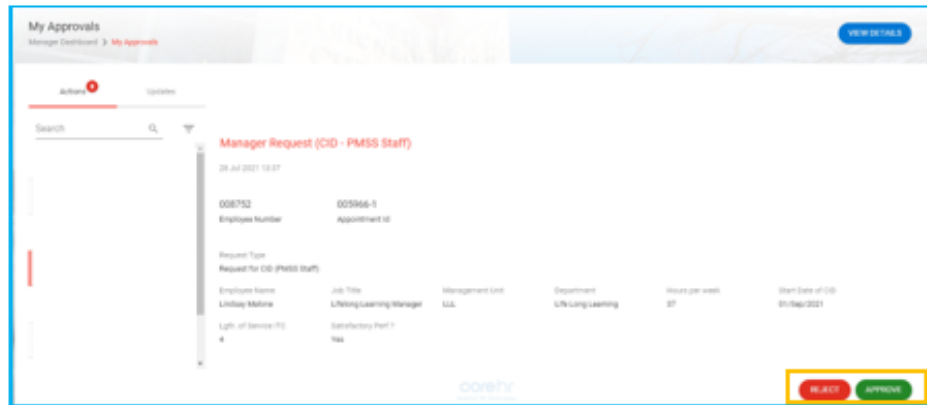 My Approvals
Manager Dashboard > My Approvals
VIEW DETAILS
Actions Updates
Search
Manager Request (CID - PMSS Staff)
28 Jul 2021
008752 005966-1
Employee Number Appointment Id
Request Type
Request for CID (PMSS Staff)
Employee Name Job Title Management Unit Department Hours per week Start Date of CID
Lindsay Malone Lifelong Learning Manager LLL Life Long Learning 37 01/Sep/2021
Lgth. of Service Satisfactory Perf.?
4 Yes
corehr
REJECT APPROVE